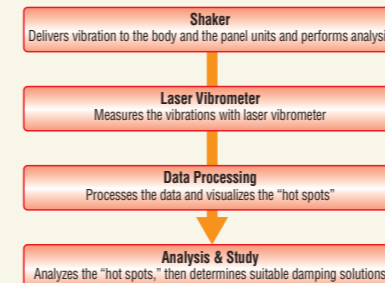 Shaker
Delivers vibration to the body and the panel units and performs analysi
Laser Vibrometer
Measures the vibrations with laser vibrometer
Data Processing
Processes the data and visualizes the “hot spots”
Analysis & Study
Analyzes the “hot spots,” then determines suitable damping solutions